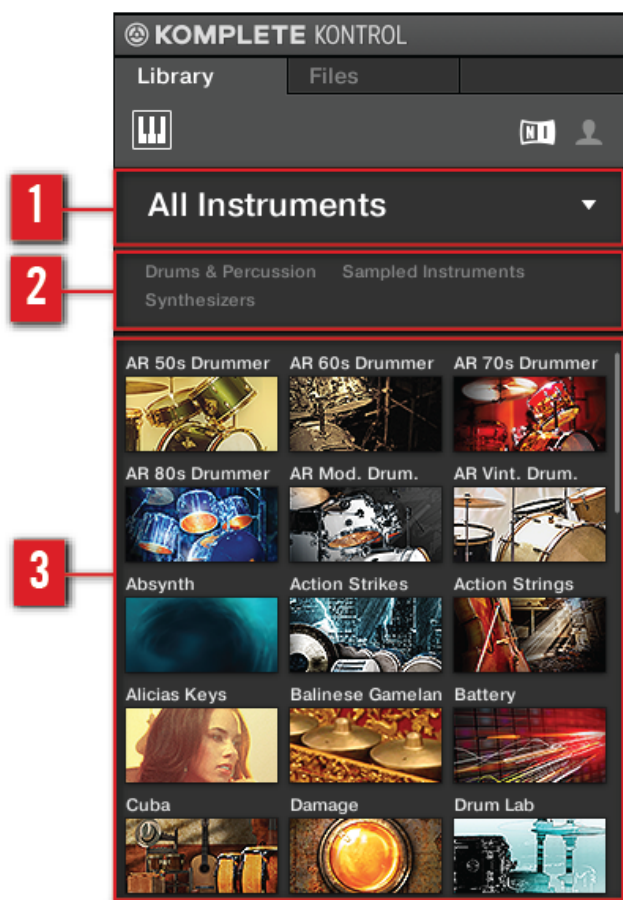 KOMPLETE KONTROL
Library Files
NI
1
All Instruments
2
Drums & Percussion Sampled Instruments
Synthesizers
3
AR 50s Drummer AR 60s Drummer AR 70s Drummer
AR 80s Drummer AR Mod. Drum. AR Vint. Drum.
Absynth Action Strikes Action Strings
Alicias Keys Balinese Gamelan Battery
Cuba Damage Drum Lab